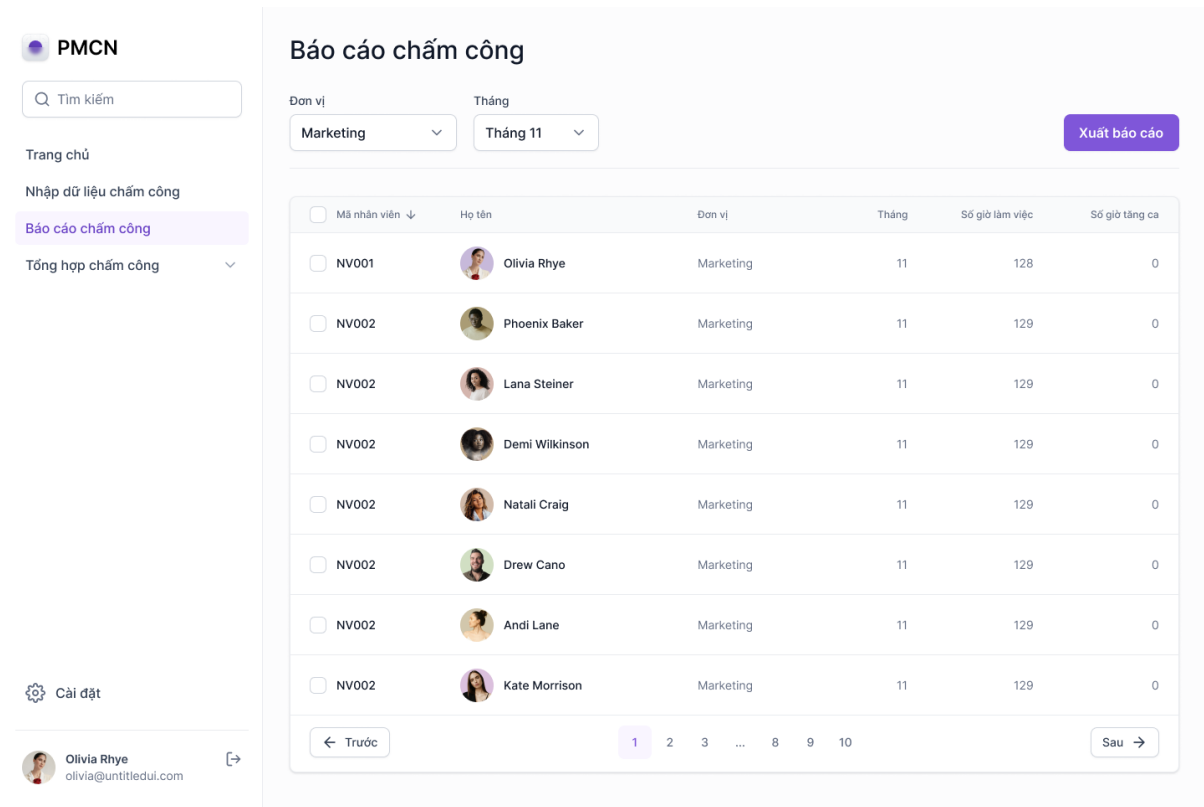 PMCN
Tìm kiếm
Trang chủ
Nhập dữ liệu chấm công
Báo cáo chấm công
Tổng hợp chấm công
Cài đặt
Olivia Rhye
olivia@untitledui.com
Báo cáo chấm công
Đơn vị Tháng
Marketing Tháng 11 Xuất báo cáo
Mã nhân viên Họ tên Đơn vị Tháng Số giờ làm việc Số giờ tăng ca
NV001 Olivia Rhye Marketing 11 128 0
NV002 Phoenix Baker Marketing 11 129 0
NV002 Lana Steiner Marketing 11 129 0
NV002 Demi Wilkinson Marketing 11 129 0
NV002 Natali Craig Marketing 11 129 0
NV002 Drew Cano Marketing 11 129 0
NV002 Andi Lane Marketing 11 129 0
NV002 Kate Morrison Marketing 11 129 0
Trước 1 2 3 ... 8 9 10 Sau